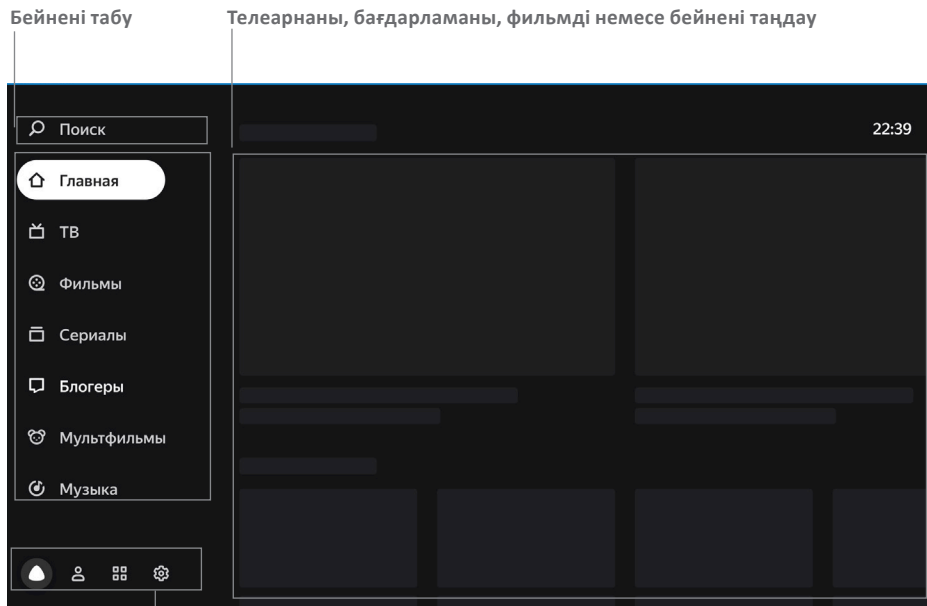 Бейнені табу
Телеарнаны, бағдарламаны, фильмді немесе бейнені таңдау
Поиск
22:39
Главная
ТВ
Фильмы
Сериалы
Блогеры
Мультфильмы
Музыка